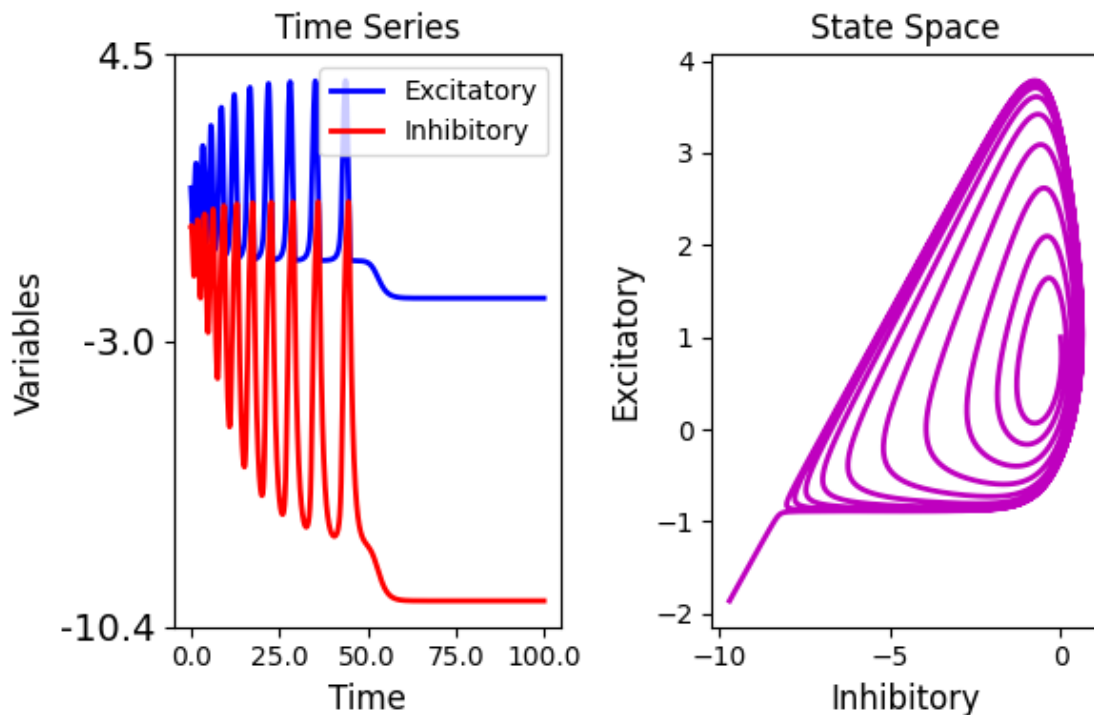 Time Series
4.5
-3.0
-10.4
Variables
Excitatory
Inhibitory
0.0 25.0 50.0 75.0 100.0
Time
State Space
4
3
2
1
0
−1
−2
Excitatory
−10 −5 0
Inhibitory